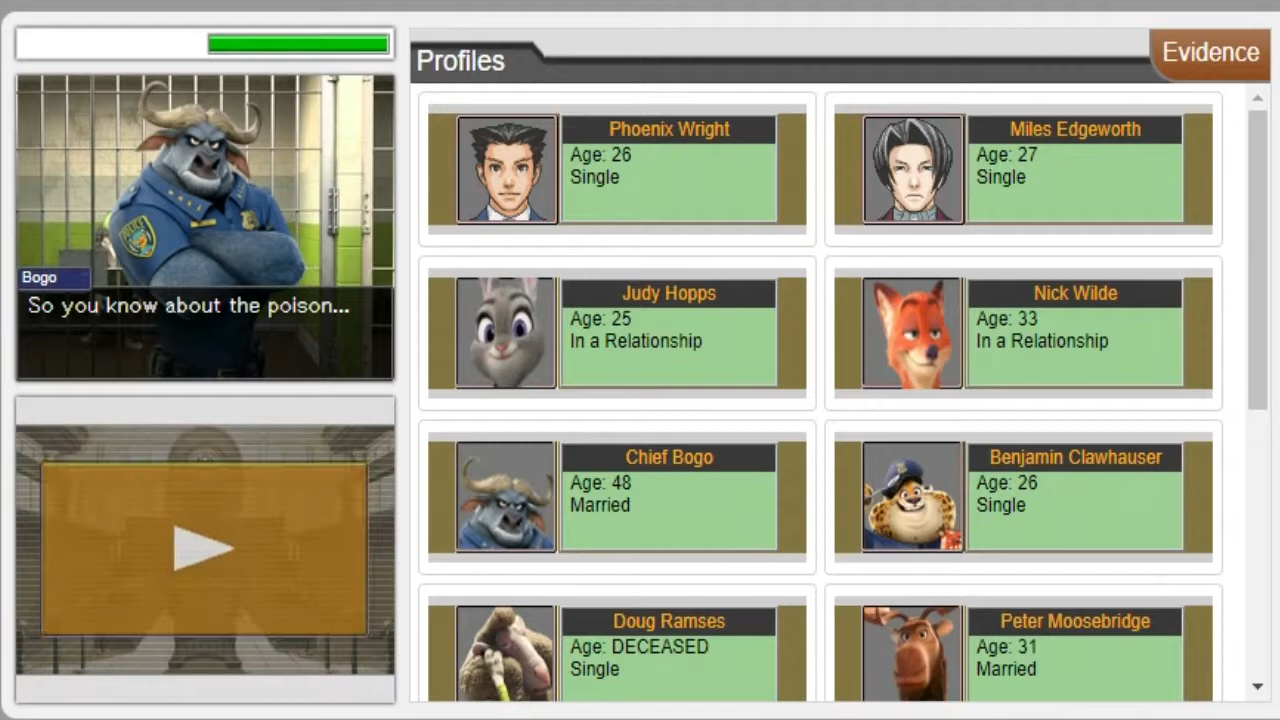 Profiles
Evidence
Bogo
So you know about the poison...
Phoenix Wright
Age: 26
Single
Miles Edgeworth
Age: 27
Single
Judy Hopps
Age: 25
In a Relationship
Nick Wilde
Age: 33
In a Relationship
Chief Bogo
Age: 48
Married
Benjamin Clawhauser
Age: 26
Single
Doug Ramses
Age: DECEASED
Single
Peter Moosebridge
Age: 31
Married